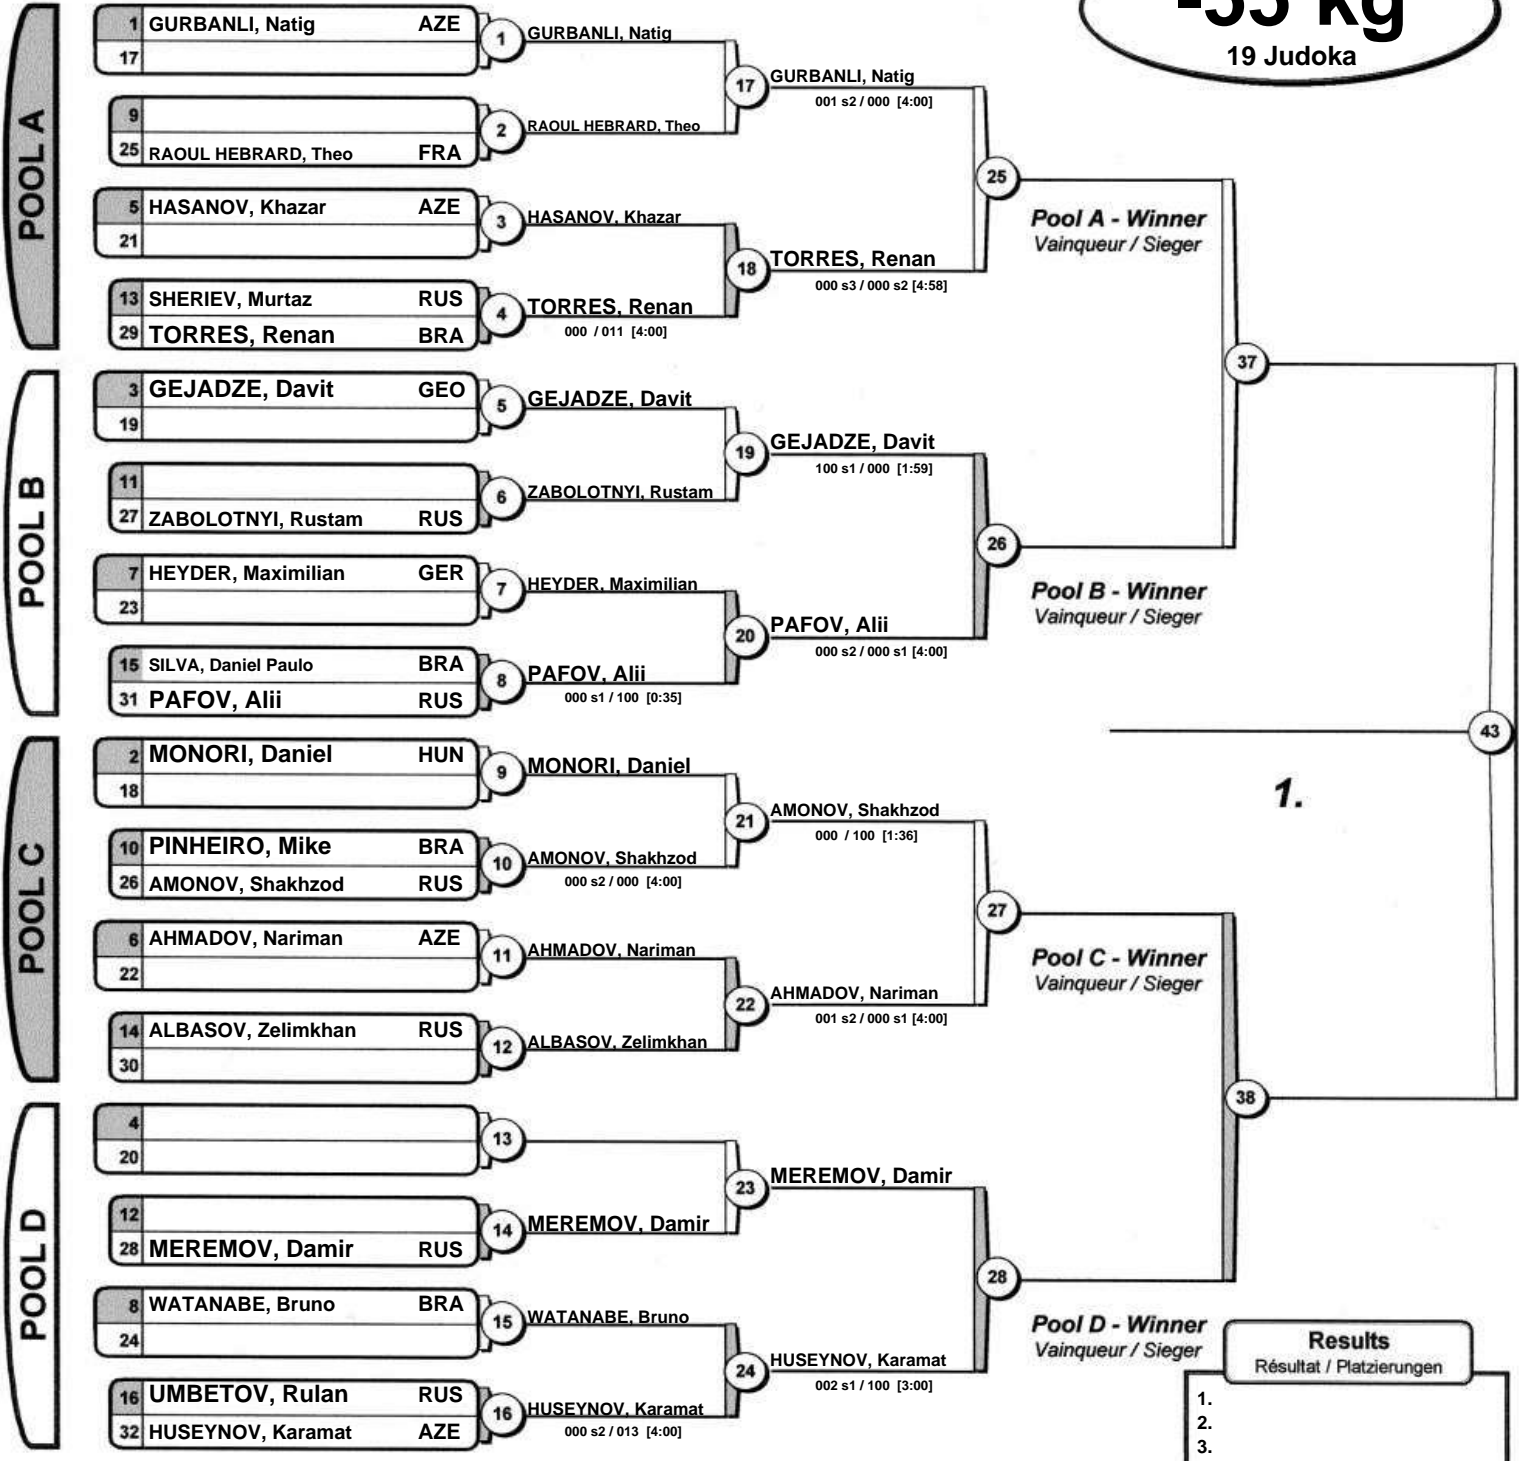 -55 kg
19 Judoka
POOL A
1 GURBANLI, Natig AZE
17
9
25 RAOUL HEBRARD, Theo FRA
5 HASANOV, Khazar AZE
21
13 SHERIEV, Murtaz RUS
29 TORRES, Renan BRA
1 GURBANLI, Natig
2 RAOUL HEBRARD, Theo
3 HASANOV, Khazar
4 TORRES, Renan
000 / 011 [4:00]
17 GURBANLI, Natig
001 s2 / 000 [4:00]
18 TORRES, Renan
000 s3 / 000 s2 [4:58]
25
Pool A - Winner
Vainqueur / Sieger
POOL B
3 GEJADZE, Davit GEO
19
11
27 ZABOLOTNYI, Rustam RUS
7 HEYDER, Maximilian GER
23
15 SILVA, Daniel Paulo BRA
31 PAFOV, Alii RUS
5 GEJADZE, Davit
6 ZABOLOTNYI, Rustam
7 HEYDER, Maximilian
8 PAFOV, Alii
000 s1 / 100 [0:35]
19 GEJADZE, Davit
100 s1 / 000 [1:59]
20 PAFOV, Alii
000 s2 / 000 s1 [4:00]
26
Pool B - Winner
Vainqueur / Sieger
37
POOL C
2 MONORI, Daniel HUN
18
10 PINHEIRO, Mike BRA
26 AMONOV, Shakhzod RUS
6 AHMADOV, Nariman AZE
22
14 ALBASOV, Zelimkhan RUS
30
9 MONORI, Daniel
10 AMONOV, Shakhzod
000 s2 / 000 [4:00]
11 AHMADOV, Nariman
12 ALBASOV, Zelimkhan
21 AMONOV, Shakhzod
000 / 100 [1:36]
22 AHMADOV, Nariman
001 s2 / 000 s1 [4:00]
27
Pool C - Winner
Vainqueur / Sieger
43
1.
POOL D
4
20
12
28 MEREMOV, Damir RUS
8 WATANABE, Bruno BRA
24
16 UMBETOV, Rulan RUS
32 HUSEYNOV, Karamat AZE
13
14 MEREMOV, Damir
15 WATANABE, Bruno
16 HUSEYNOV, Karamat
000 s2 / 013 [4:00]
23 MEREMOV, Damir
24 HUSEYNOV, Karamat
002 s1 / 100 [3:00]
28
Pool D - Winner
Vainqueur / Sieger
38
Results
Résultat / Platzierungen
1.
2.
3.